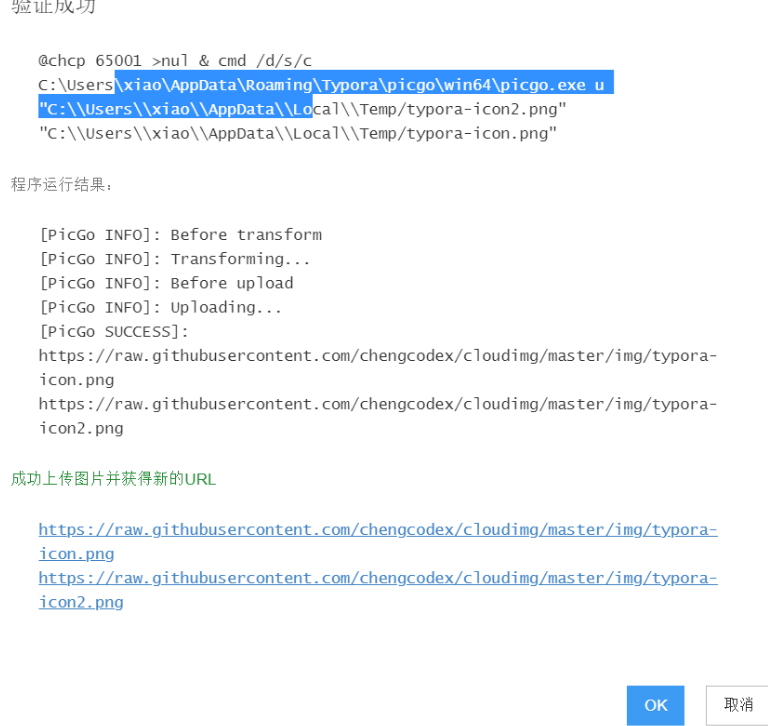 验证成功
@chcp 65001 >nul & cmd /d/s/c
C:\Users\xiao\AppData\Roaming\Typora\picgo\win64\picgo.exe u
"C:\\Users\\xiao\\AppData\\Local\\Temp/typora-icon2.png"
"C:\\Users\\xiao\\AppData\\Local\\Temp/typora-icon.png"
程序运行结果：
[PicGo INFO]: Before transform
[PicGo INFO]: Transforming...
[PicGo INFO]: Before upload
[PicGo INFO]: Uploading...
[PicGo SUCCESS]:
https://raw.githubusercontent.com/chengcodex/cloudimg/master/img/typora-
icon.png
https://raw.githubusercontent.com/chengcodex/cloudimg/master/img/typora-
icon2.png
成功上传图片并获得新的URL
https://raw.githubusercontent.com/chengcodex/cloudimg/master/img/typora-
icon.png
https://raw.githubusercontent.com/chengcodex/cloudimg/master/img/typora-
icon2.png
OK 取消